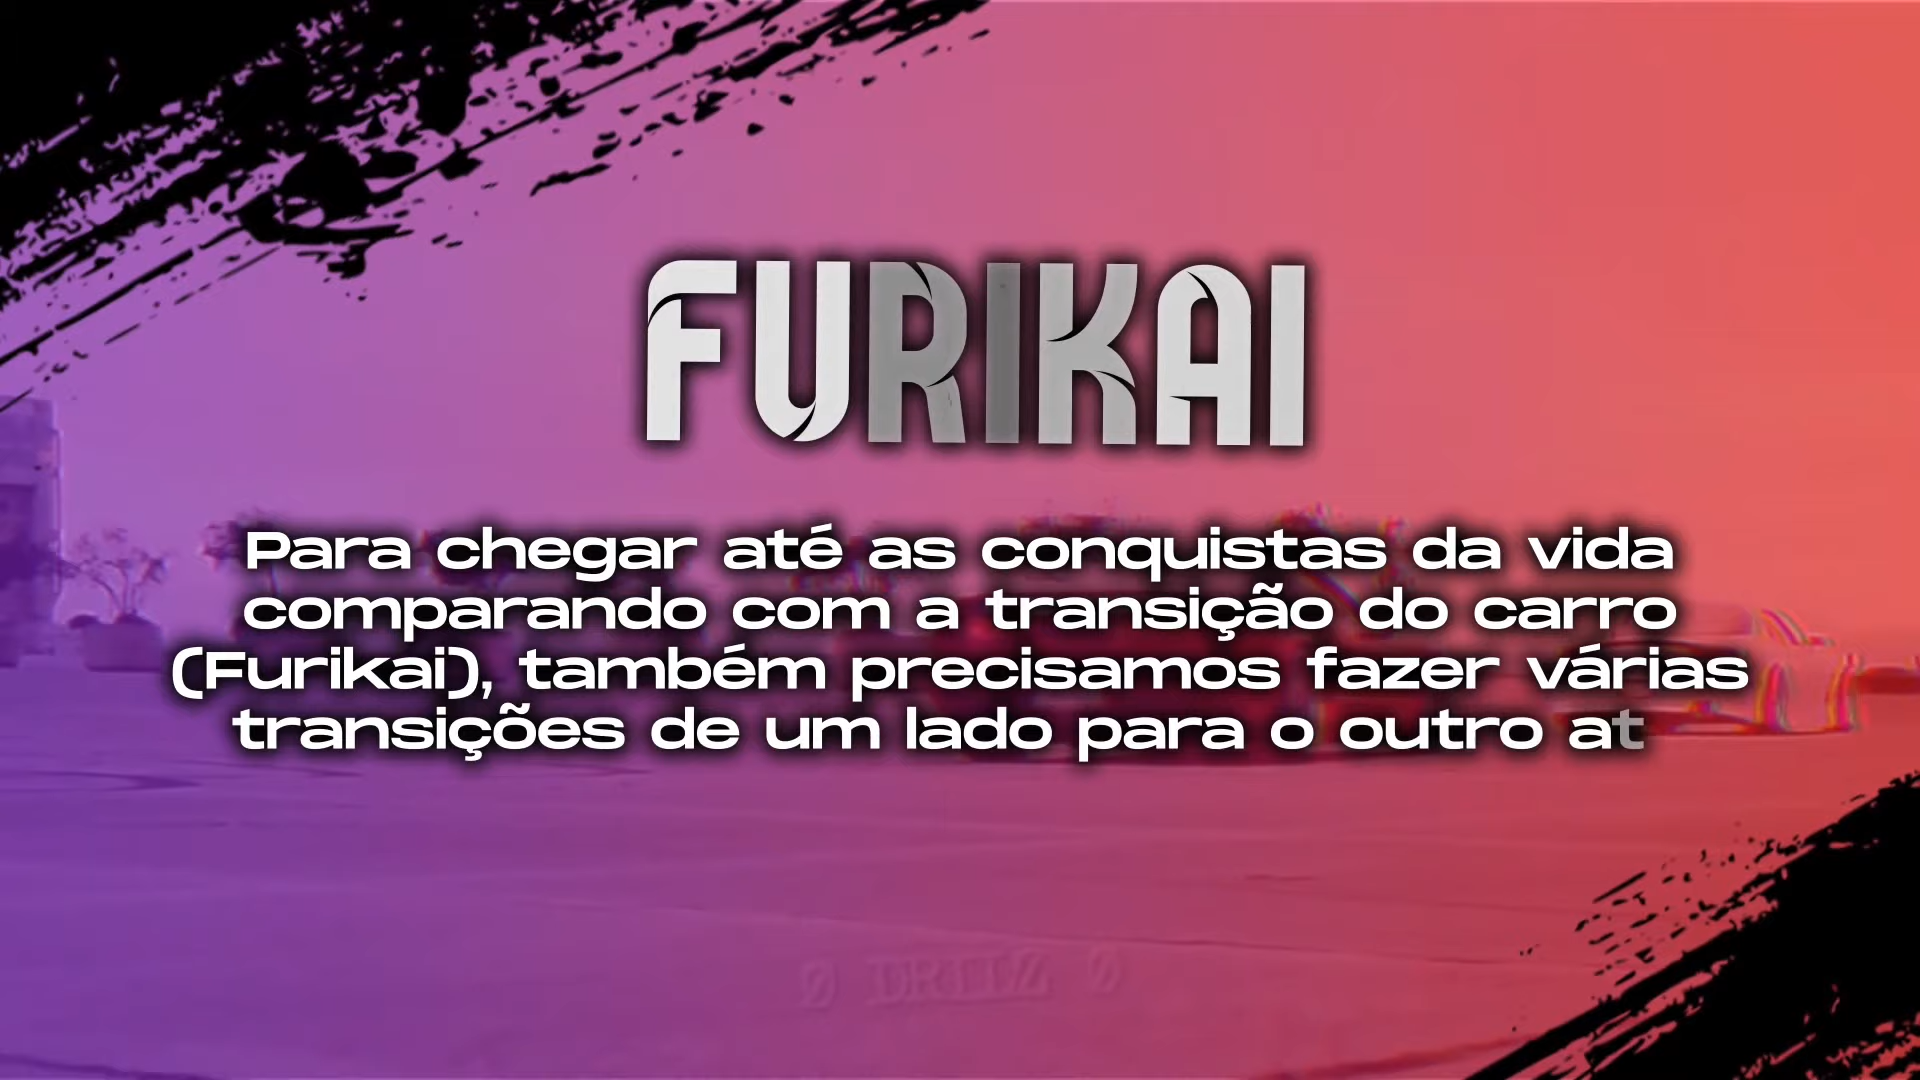 FURIKAI
Para chegar até as conquistas da vida
comparando com a transição do carro
(Furikai), também precisamos fazer várias
transições de um lado para o outro at